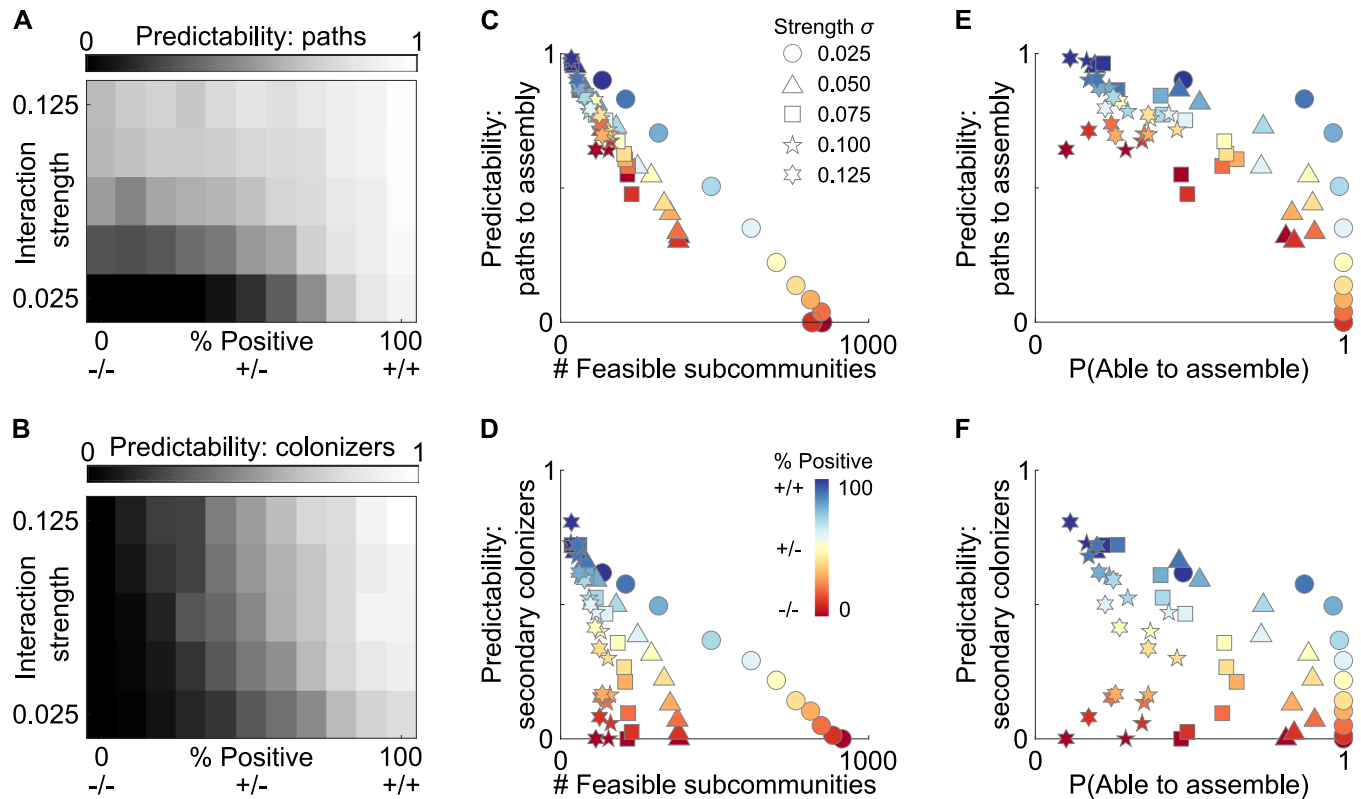 A
0 Predictability: paths 1
Interaction
strength
0.125
0.025
0 % Positive 100
-/- +/- +/+
B
0 Predictability: colonizers 1
Interaction
strength
0.125
0.025
0 % Positive 100
-/- +/- +/+
C
Predictability:
paths to assembly
1
0
0 1000
# Feasible subcommunities
Strength σ
0.025
0.050
0.075
0.100
0.125
D
Predictability:
secondary colonizers
1
0
0 1000
# Feasible subcommunities
% Positive
+/+ 100
+/-
-/- 0
E
Predictability:
paths to assembly
1
0
0 1
P(Able to assemble)
F
Predictability:
secondary colonizers
1
0
0 1
P(Able to assemble)